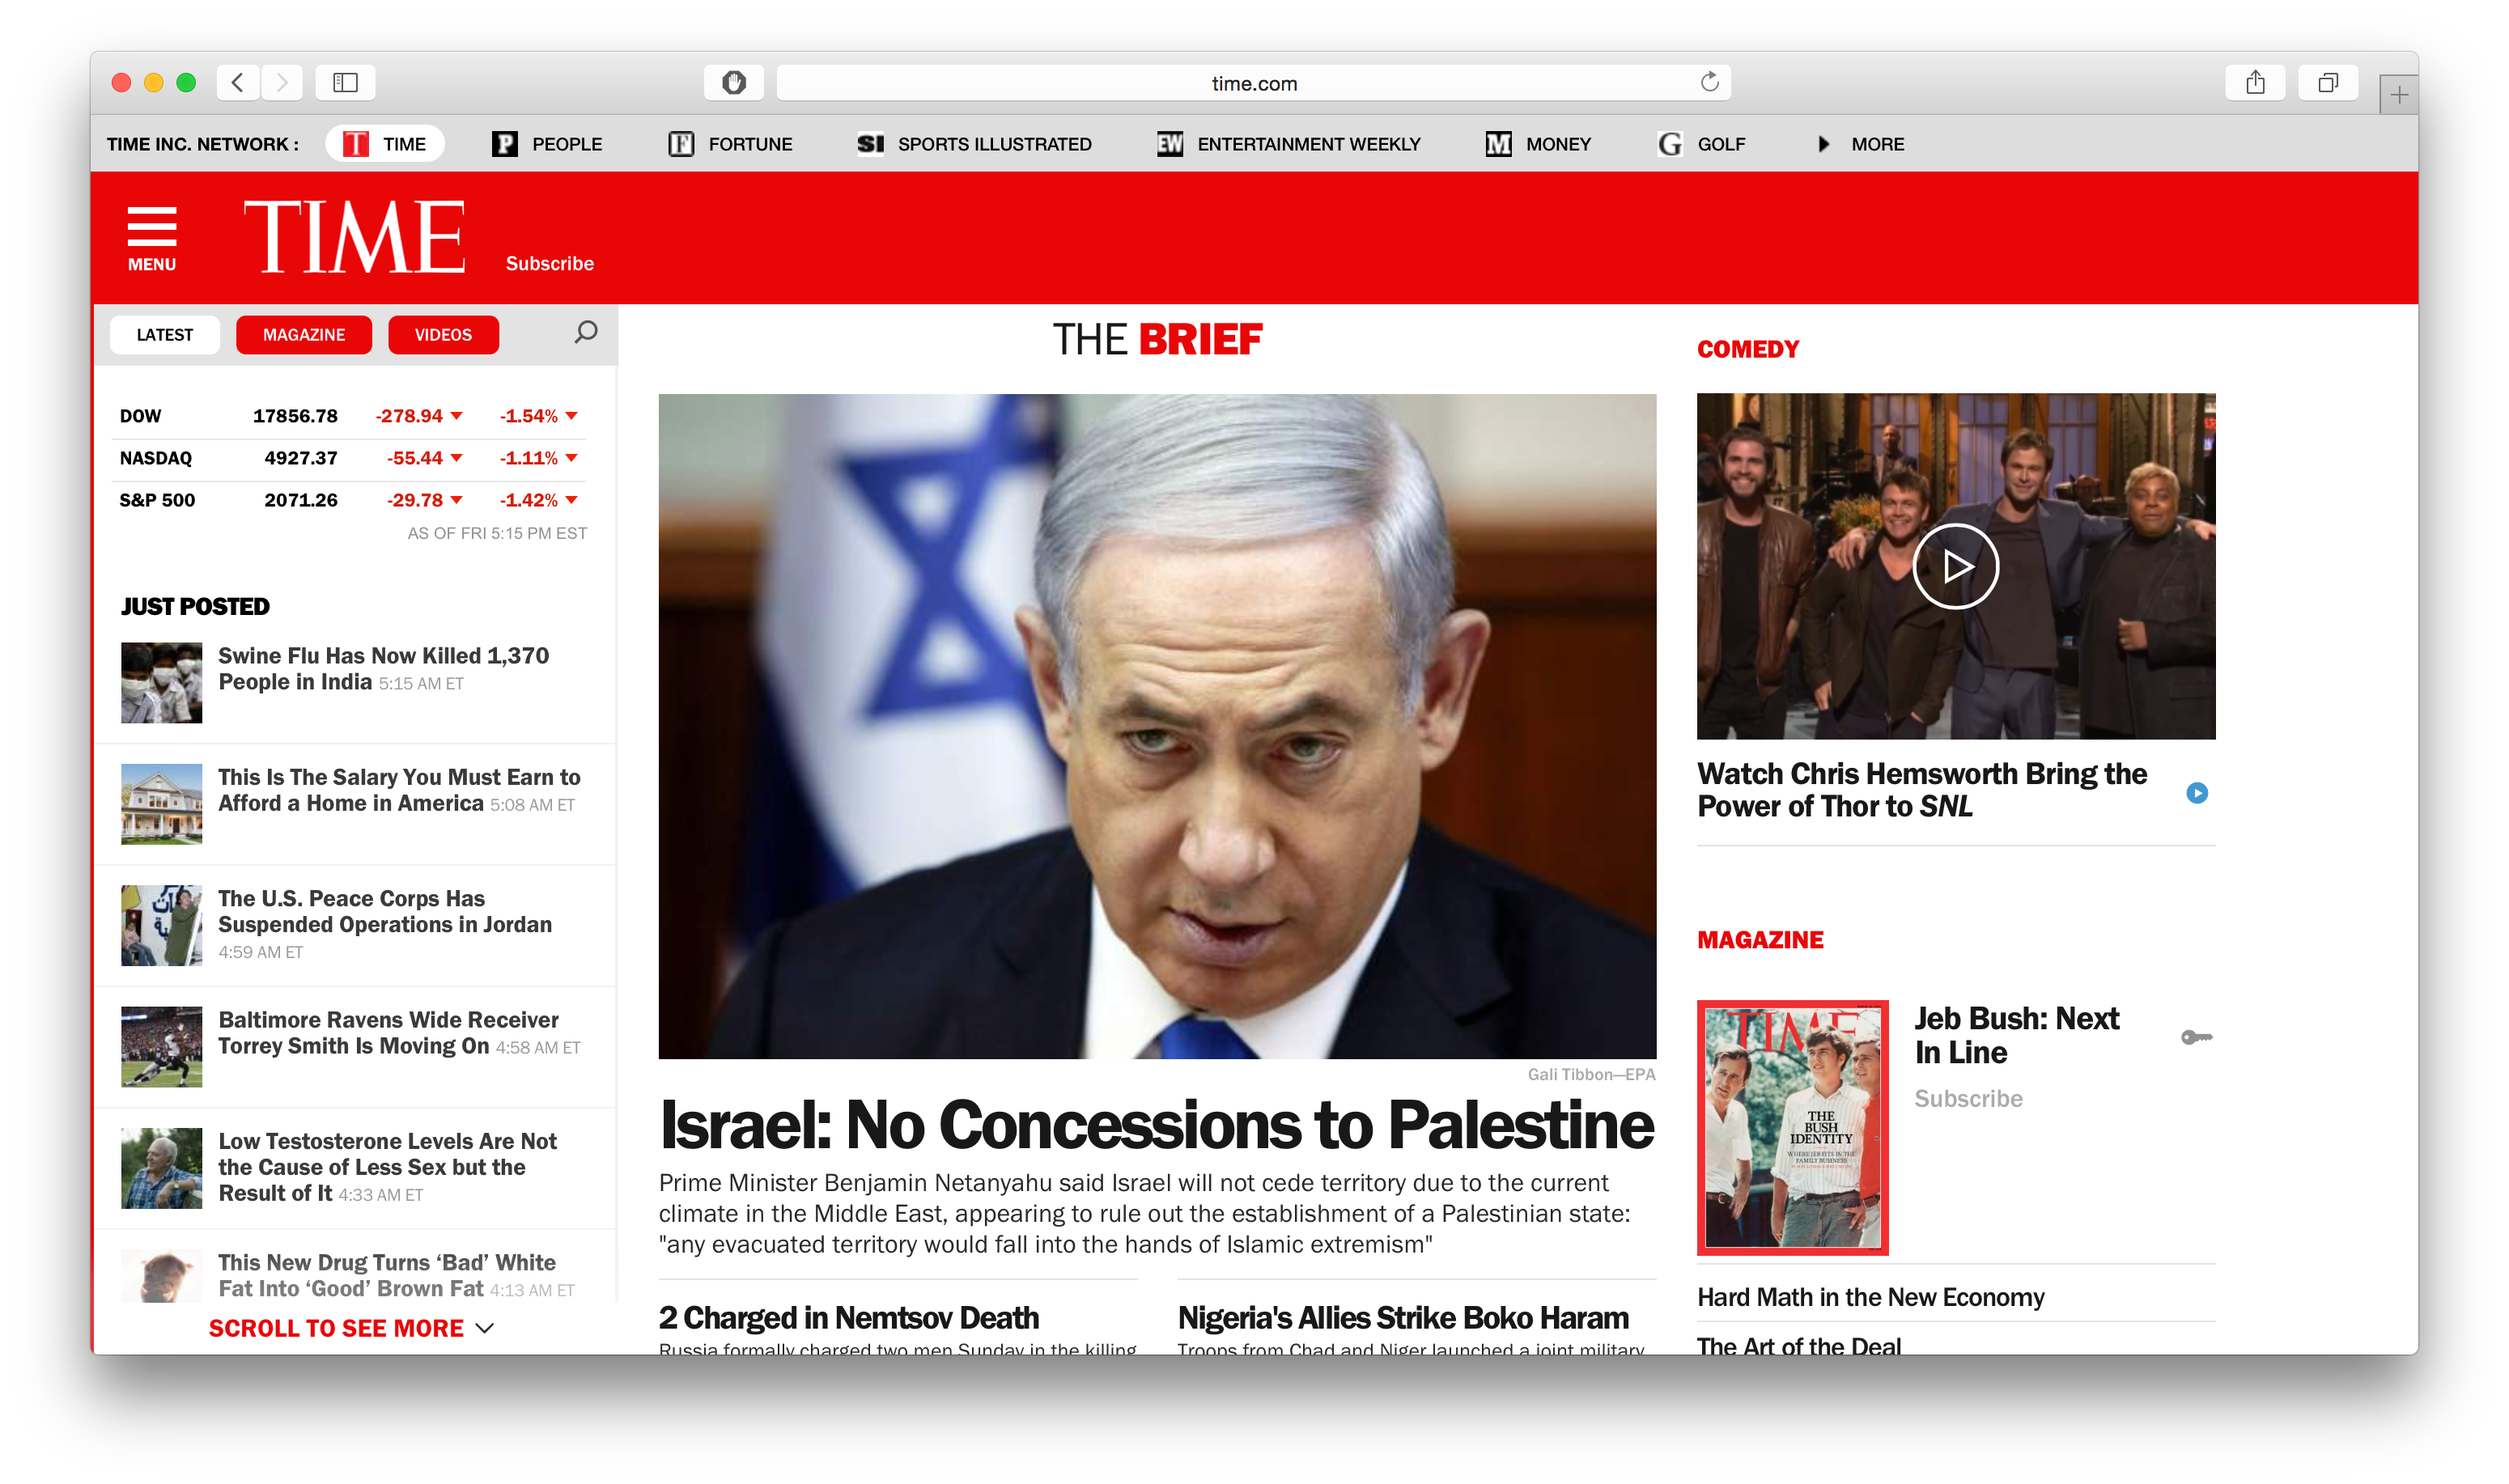 time.com
TIME INC. NETWORK :
TIME
PEOPLE
FORTUNE
SPORTS ILLUSTRATED
ENTERTAINMENT WEEKLY
MONEY
GOLF
MORE
MENU
TIME
Subscribe
LATEST
MAGAZINE
VIDEOS
DOW 17856.78 -278.94 -1.54%
NASDAQ 4927.37 -55.44 -1.11%
S&P 500 2071.26 -29.78 -1.42%
AS OF FRI 5:15 PM EST
JUST POSTED
Swine Flu Has Now Killed 1,370
People in India 5:15 AM ET
This Is The Salary You Must Earn to
Afford a Home in America 5:08 AM ET
The U.S. Peace Corps Has
Suspended Operations in Jordan
4:59 AM ET
Baltimore Ravens Wide Receiver
Torrey Smith Is Moving On 4:58 AM ET
Low Testosterone Levels Are Not
the Cause of Less Sex but the
Result of It 4:33 AM ET
This New Drug Turns ‘Bad’ White
Fat Into ‘Good’ Brown Fat 4:13 AM ET
SCROLL TO SEE MORE
THE BRIEF
Gali Tibbon—EPA
Israel: No Concessions to Palestine
Prime Minister Benjamin Netanyahu said Israel will not cede territory due to the current
climate in the Middle East, appearing to rule out the establishment of a Palestinian state:
"any evacuated territory would fall into the hands of Islamic extremism"
2 Charged in Nemtsov Death
Russia formally charged two men Sunday in the killing
Nigeria's Allies Strike Boko Haram
Troops from Chad and Niger launched a joint military
COMEDY
Watch Chris Hemsworth Bring the
Power of Thor to SNL
MAGAZINE
TIME
THE
BUSH
IDENTITY
WHERE JEB FITS IN THE
FAMILY BUSINESS
Jeb Bush: Next
In Line
Subscribe
Hard Math in the New Economy
The Art of the Deal